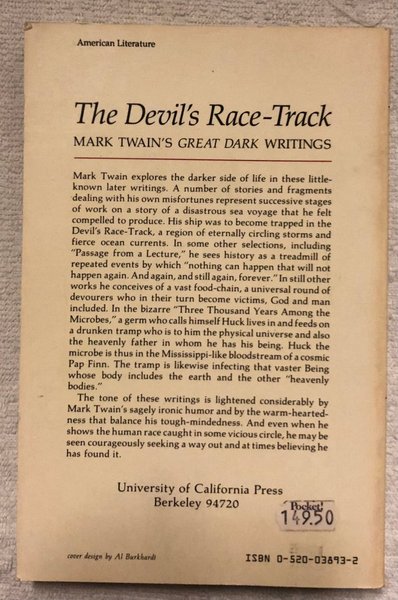 American Literature
The Devil's Race-Track
MARK TWAIN'S GREAT DARK WRITINGS
Mark Twain explores the darker side of life in these little-
known later writings. A number of stories and fragments
dealing with his own misfortunes represent successive stages
of work on a story of a disastrous sea voyage that he felt
compelled to produce. His ship was to become trapped in the
Devil's Race-Track, a region of eternally circling storms and
fierce ocean currents. In some other selections, including
"Passage from a Lecture," he sees history as a treadmill of
repeated events by which "nothing can happen that will not
happen again. And again, and still again, forever." In still other
works he conceives of a vast food-chain, a universal round of
devourers who in their turn become victims, God and man
included. In the bizarre "Three Thousand Years Among the
Microbes," a germ who calls himself Huck lives in and feeds on
a drunken tramp who is to him the physical universe and also
the heavenly father in whom he has his being. Huck the
microbe is thus in the Mississippi-like bloodstream of a cosmic
Pap Finn. The tramp is likewise infecting that vaster Being
whose body includes the earth and the other "heavenly
bodies."
The tone of these writings is lightened considerably by
Mark Twain's sagely ironic humor and by the warm-hearted-
ness that balance his tough-mindedness. And even when he
shows the human race caught in some vicious circle, he may be
seen courageously seeking a way out and at times believing he
has found it.
University of California Press
Berkeley 94720
Pocket!
149.50
cover design by Al Burkhardt
ISBN 0-520-03893-2